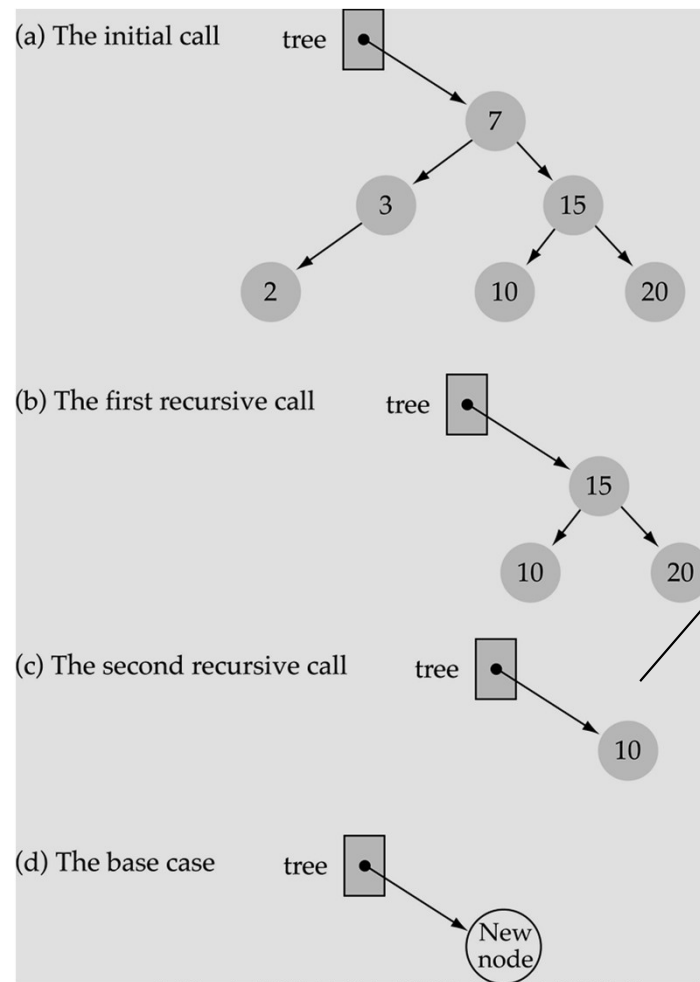 (a) The initial call
tree
7
3
15
2
10
20
(b) The first recursive call
tree
15
10
20
(c) The second recursive call
tree
10
(d) The base case
tree
New
node